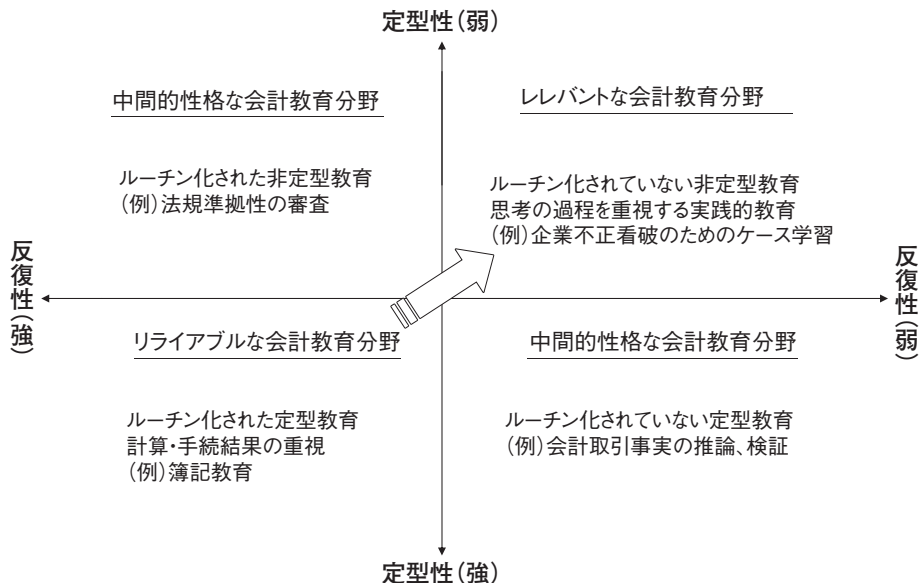 定型性(弱)
中間的性格な会計教育分野
ルーチン化された非定型教育
(例)法規準拠性の審査
レレバントな会計教育分野
ルーチン化されていない非定型教育
思考の過程を重視する実践的教育
(例)企業不正看破のためのケース学習
反復性(強)
反復性(弱)
リライアブルな会計教育分野
ルーチン化された定型教育
計算・手続結果の重視
(例)簿記教育
中間的性格な会計教育分野
ルーチン化されていない定型教育
(例)会計取引事実の推論、検証
定型性(強)